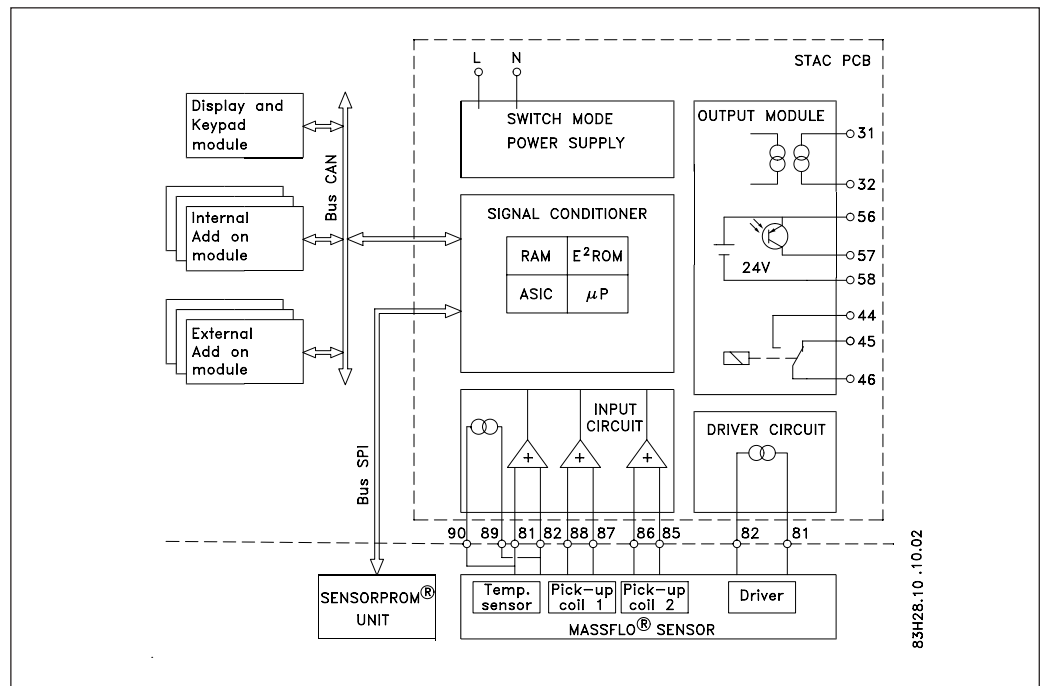 STAC PCB
L N
SWITCH MODE
POWER SUPPLY
OUTPUT MODULE
31
32
56
57
24V
58
44
45
46
Display and
Keypad
module
Bus CAN
Internal
Add on
module
External
Add on
module
SIGNAL CONDITIONER
RAM E²ROM
ASIC µP
INPUT
CIRCUIT
+ + +
DRIVER CIRCUIT
Bus SPI
90 89 81 82 88 87 86 85 82 81
SENSORPROM®
UNIT
Temp.
sensor
Pick-up
coil 1
Pick-up
coil 2
Driver
MASSFLO® SENSOR
83H28.10 .10.02